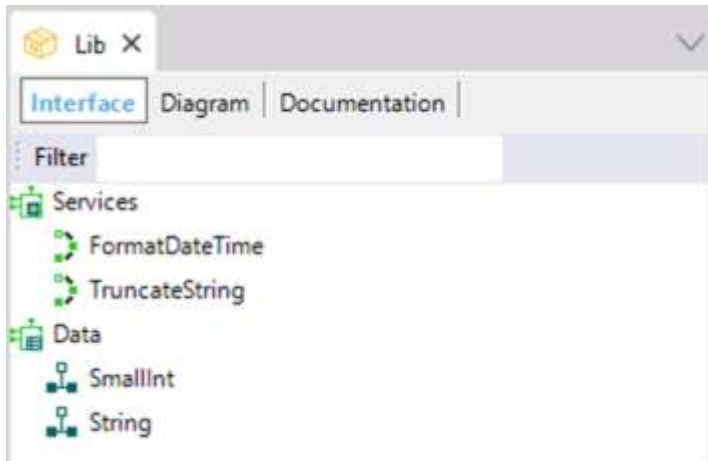 Lib
Interface Diagram Documentation
Filter
Services
FormatDateTime
TruncateString
Data
SmallInt
String